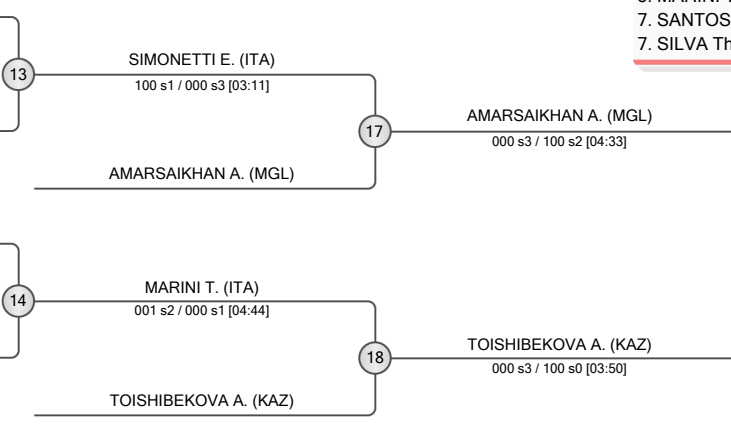 7. SANTOS
7. SILVA Th
13
SIMONETTI E. (ITA)
100 s1 / 000 s3 [03:11]
17
AMARSAIKHAN A. (MGL)
000 s3 / 100 s2 [04:33]
AMARSAIKHAN A. (MGL)
14
MARINI T. (ITA)
001 s2 / 000 s1 [04:44]
18
TOISHIBEKOVA A. (KAZ)
000 s3 / 100 s0 [03:50]
TOISHIBEKOVA A. (KAZ)